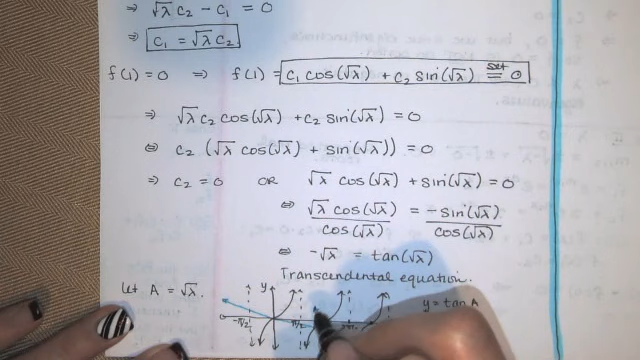 ⇒ √λ c₂ − c₁ = 0
⇒ c₁ = √λ c₂
f(1) = 0 ⇒ f(1) = c₁ cos(√λ) + c₂ sin(√λ) set = 0
⇒ √λ c₂ cos(√λ) + c₂ sin(√λ) = 0
⇔ c₂ (√λ cos(√λ) + sin(√λ)) = 0
⇒ c₂ = 0 OR √λ cos(√λ) + sin(√λ) = 0
⇔ √λ cos(√λ) / cos(√λ) = −sin(√λ) / cos(√λ)
⇔ −√λ = tan(√λ)
Transcendental equation.
Let A = √λ.
y
y = tan A
−π/2 π/2